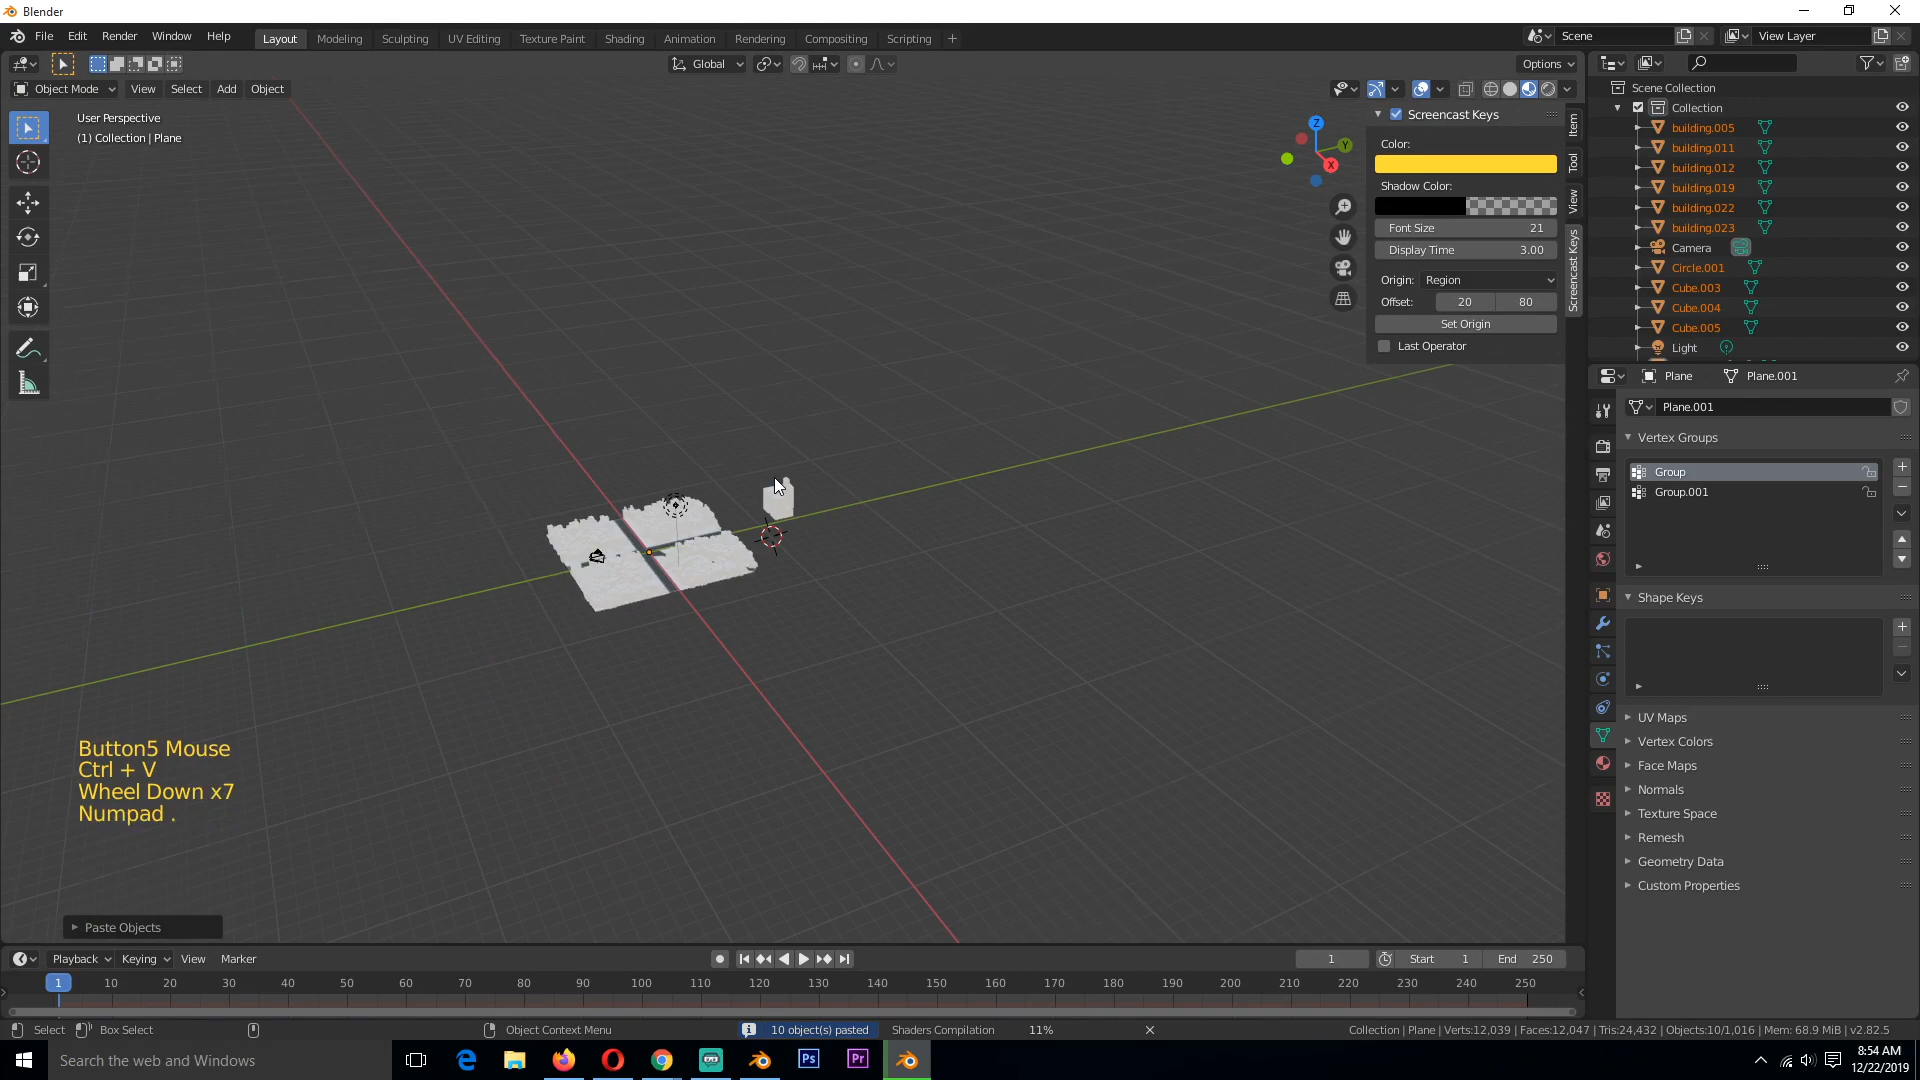 Blender
File Edit Render Window Help
Layout Modeling Sculpting UV Editing Texture Paint Shading Animation Rendering Compositing Scripting +
Scene View Layer
Global Options
Object Mode View Select Add Object
User Perspective
(1) Collection | Plane
Z
Y
X
Screencast Keys
Color:
Shadow Color:
Font Size 21
Display Time 3.00
Origin: Region
Offset: 20 80
Set Origin
Last Operator
Item
Tool
View
Screencast Keys
Scene Collection
Collection
building.005
building.011
building.012
building.019
building.022
building.023
Camera
Circle.001
Cube.003
Cube.004
Cube.005
Light
Plane Plane.001
Plane.001
Vertex Groups
Group
Group.001
Shape Keys
UV Maps
Vertex Colors
Face Maps
Normals
Texture Space
Remesh
Geometry Data
Custom Properties
Button5 Mouse
Ctrl + V
Wheel Down x7
Numpad .
Paste Objects
Playback Keying View Marker
1 Start 1 End 250
1 10 20 30 40 50 60 70 80 90 100 110 120 130 140 150 160 170 180 190 200 210 220 230 240 250
Select Box Select Object Context Menu 10 object(s) pasted Shaders Compilation 11% Collection | Plane | Verts:12,039 | Faces:12,047 | Tris:24,432 | Objects:10/1,016 | Mem: 68.9 MiB | v2.82.5
Search the web and Windows
Ps
Pr
8:54 AM
12/22/2019